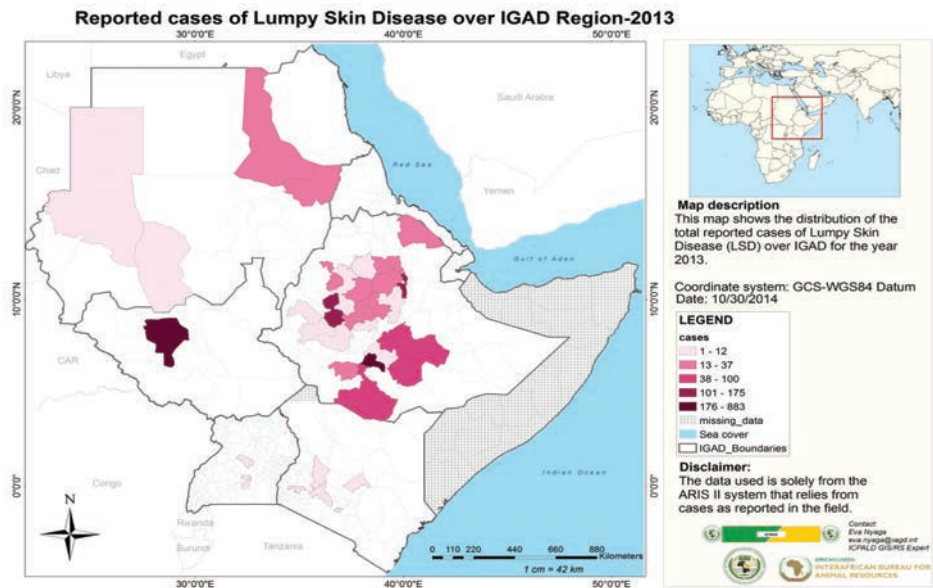 Reported cases of Lumpy Skin Disease over IGAD Region-2013
30°0'0"E
40°0'0"E
50°0'0"E
20°0'0"N
10°0'0"N
0°0'0"
Egypt
Libya
Saudi Arabia
Chad
Red Sea
Yemen
Gulf of Aden
CAR
Indian Ocean
Congo
Rwanda
Burundi
Tanzania
N
20°0'0"N
10°0'0"N
0°0'0"
0 110 220 440 660 880
Kilometers
1 cm = 42 km
30°0'0"E
40°0'0"E
50°0'0"E
Map description
This map shows the distribution of the
total reported cases of Lumpy Skin
Disease (LSD) over IGAD for the year
2013.
Coordinate system: GCS-WGS84 Datum
Date: 10/30/2014
LEGEND
cases
1 - 12
13 - 37
38 - 100
101 - 175
176 - 883
missing_data
Sea cover
IGAD_Boundaries
Disclaimer:
The data used is solely from the
ARIS II system that relies from
cases as reported in the field.
Contact:
Eva Nyaga
ICPALD GIS/RS Expert
AFRICAN UNION
INTERAFRICAN BUREAU FOR
ANIMAL RESOURCES